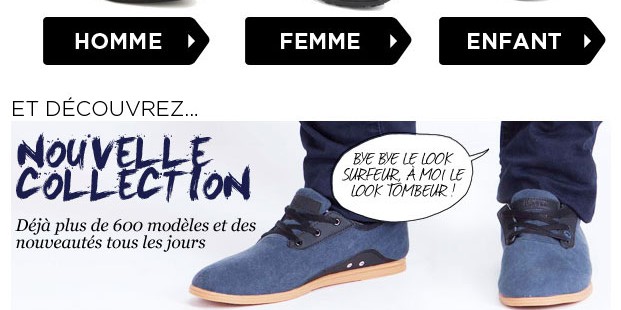 HOMME
FEMME
ENFANT
ET DÉCOUVREZ...
NOUVELLE
COLLECTION
Déjà plus de 600 modèles et des
nouveautés tous les jours
BYE BYE LE LOOK
SURFEUR, À MOI LE
LOOK TOMBEUR !